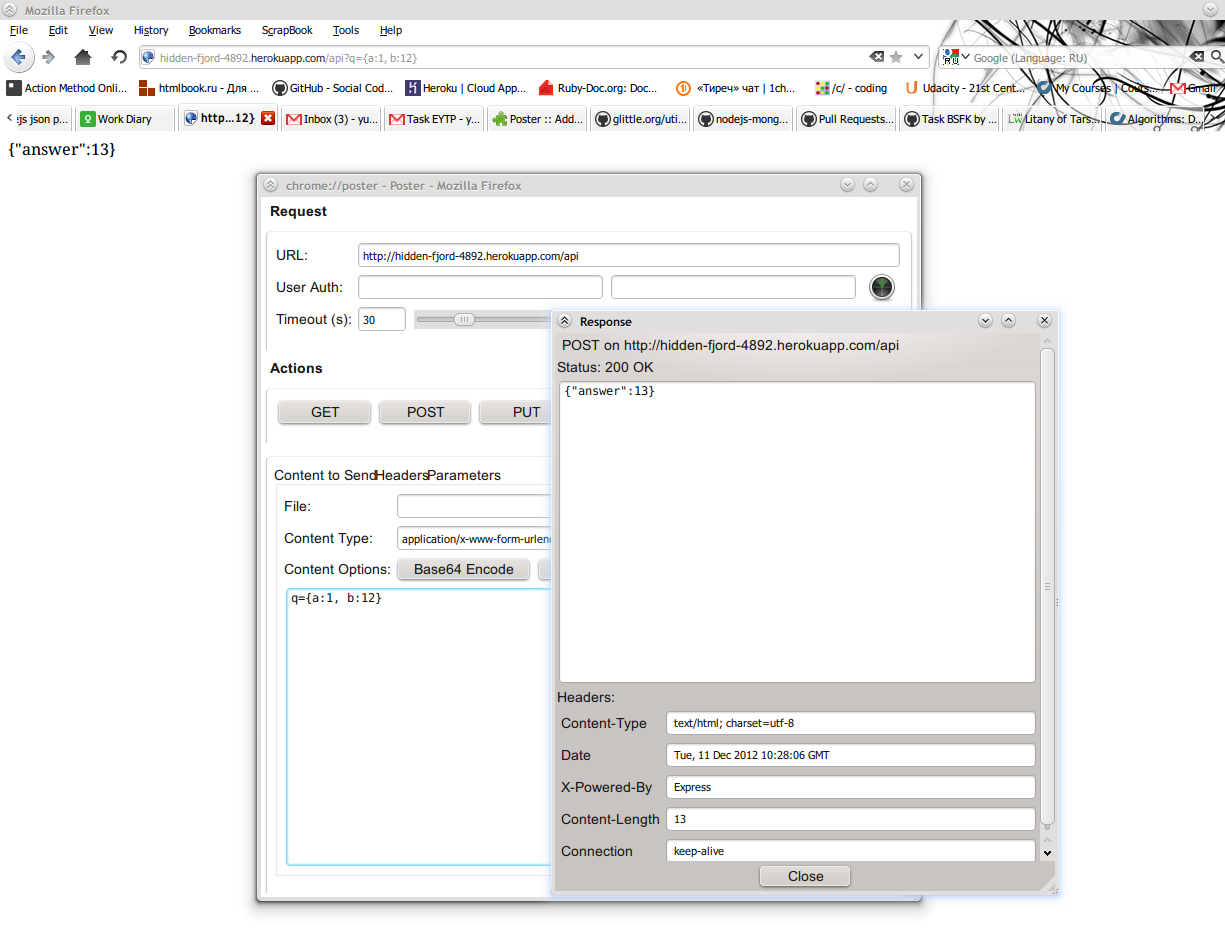 Mozilla Firefox
File Edit View History Bookmarks ScrapBook Tools Help
hidden-fjord-4892.herokuapp.com/api?q={a:1, b:12}
Google (Language: RU)
Action Method Onli... htmlbook.ru - Для ... GitHub - Social Cod... Heroku | Cloud App... Ruby-Doc.org: Doc... «Тиреч» чат | 1ch... /c/ - coding Udacity - 21st Cent... My Courses | Cours... Gmail
ejs json p... Work Diary http...12} Inbox (3) - yu... Task EYTP - y... Poster :: Add... glittle.org/uti... nodejs-mong... Pull Requests... Task BSFK by ... Litany of Tars... Algorithms: D...
{"answer":13}
chrome://poster - Poster - Mozilla Firefox
Request
URL: http://hidden-fjord-4892.herokuapp.com/api
User Auth:
Timeout (s): 30
Actions
GET POST PUT
Content to Send Headers Parameters
File:
Content Type: application/x-www-form-urlenc
Content Options: Base64 Encode
q={a:1, b:12}
Response
POST on http://hidden-fjord-4892.herokuapp.com/api
Status: 200 OK
{"answer":13}
Headers:
Content-Type text/html; charset=utf-8
Date Tue, 11 Dec 2012 10:28:06 GMT
X-Powered-By Express
Content-Length 13
Connection keep-alive
Close